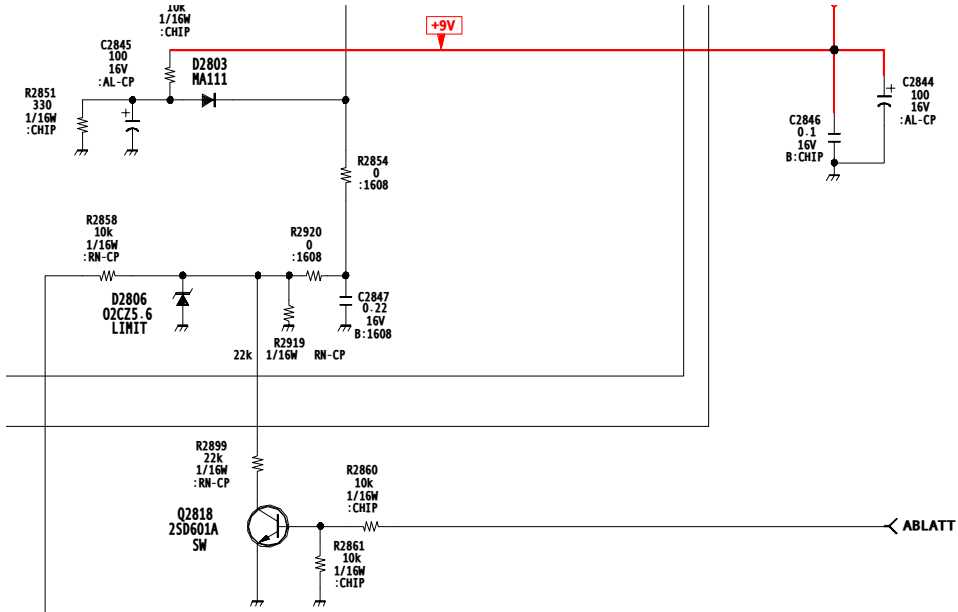 10k
1/16W
:CHIP
+9V
C2845
100
16V
:AL-CP
D2803
MA111
R2851
330
1/16W
:CHIP
+
C2844
100
16V
:AL-CP
+
C2846
0.1
16V
B:CHIP
R2854
0
:1608
R2858
10k
1/16W
:RN-CP
R2920
0
:1608
D2806
02CZ5.6
LIMIT
C2847
0.22
16V
B:1608
R2919
22k 1/16W RN-CP
R2899
22k
1/16W
:RN-CP
R2860
10k
1/16W
:CHIP
Q2818
2SD601A
SW
ABLATT
R2861
10k
1/16W
:CHIP